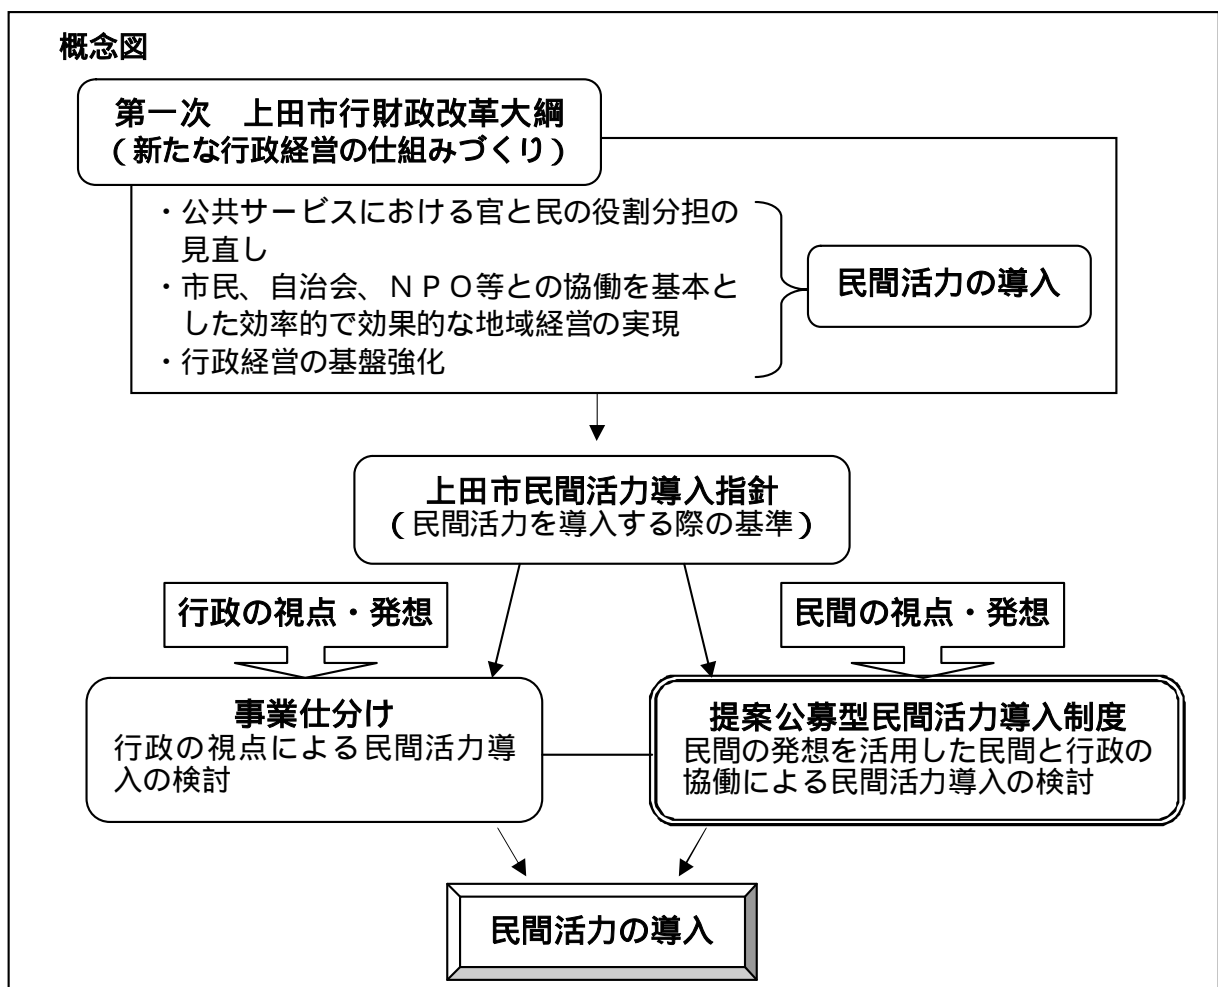 概念図
第一次　上田市行財政改革大綱
（新たな行政経営の仕組みづくり）
・公共サービスにおける官と民の役割分担の
見直し
・市民、自治会、ＮＰＯ等との協働を基本と
した効率的で効果的な地域経営の実現
・行政経営の基盤強化
民間活力の導入
上田市民間活力導入指針
（民間活力を導入する際の基準）
行政の視点・発想
民間の視点・発想
事業仕分け
行政の視点による民間活力導
入の検討
提案公募型民間活力導入制度
民間の発想を活用した民間と行政の
協働による民間活力導入の検討
民間活力の導入